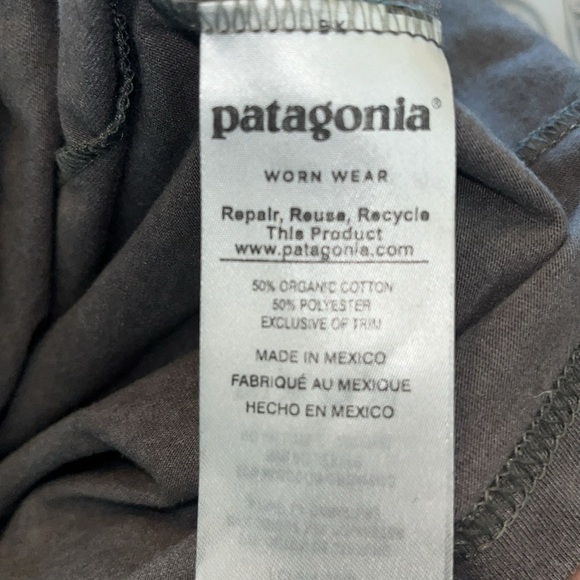 patagonia®
WORN WEAR
Repair, Reuse, Recycle
This Product
www.patagonia.com
50% ORGANIC COTTON
50% POLYESTER
EXCLUSIVE OF TRIM
MADE IN MEXICO
FABRIQUÉ AU MEXIQUE
HECHO EN MEXICO